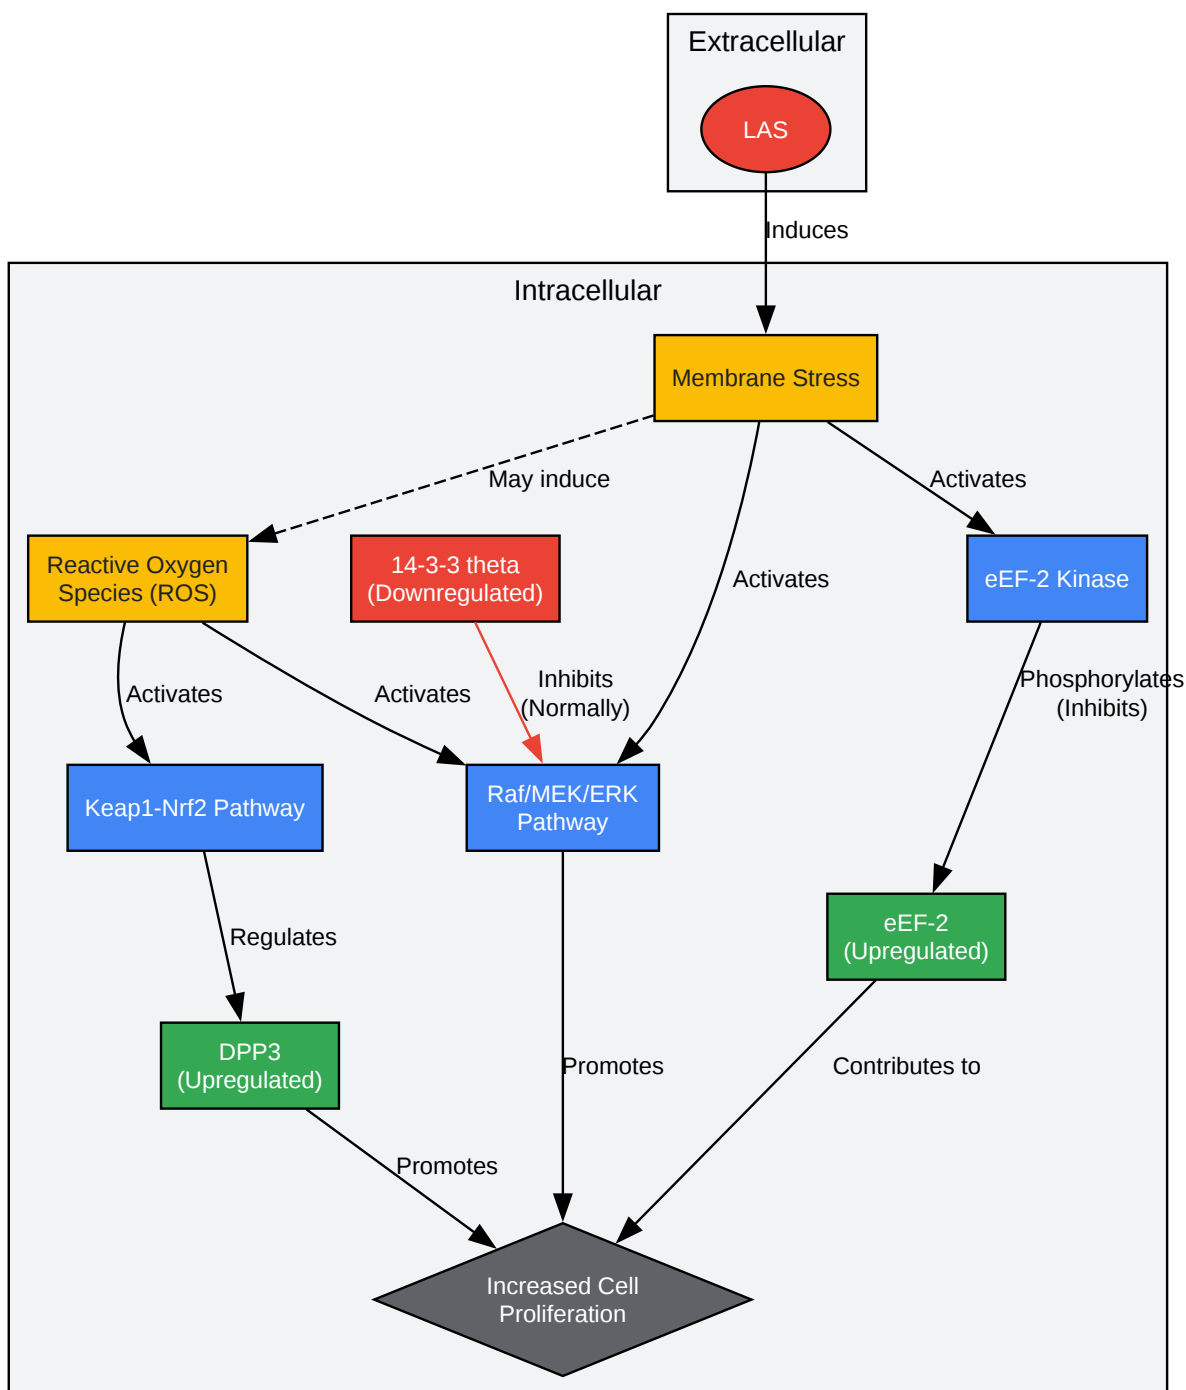 Extracellular
LAS
Induces
Intracellular
Membrane Stress
May induce
Activates
Reactive Oxygen
Species (ROS)
14-3-3 theta
(Downregulated)
Activates
eEF-2 Kinase
Activates
Activates
Inhibits
(Normally)
Phosphorylates
(Inhibits)
Keap1-Nrf2 Pathway
Raf/MEK/ERK
Pathway
Regulates
eEF-2
(Upregulated)
DPP3
(Upregulated)
Promotes
Contributes to
Promotes
Increased Cell
Proliferation